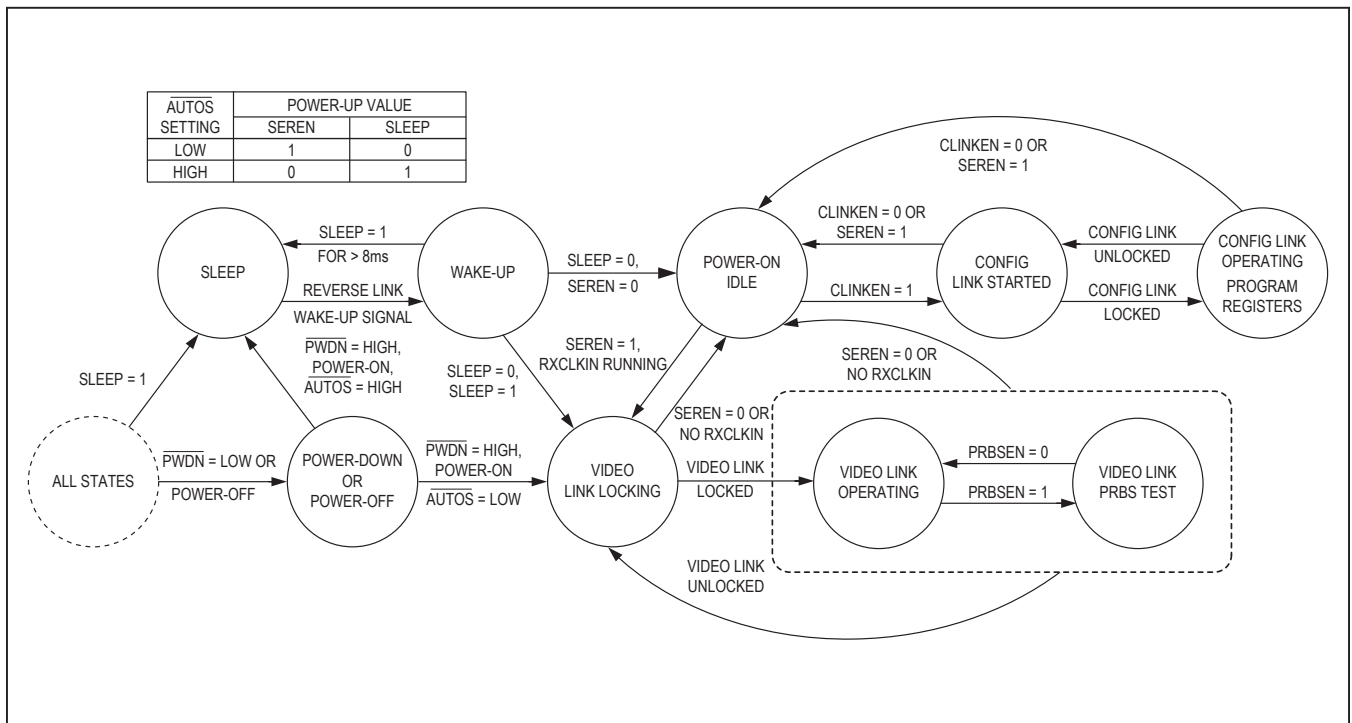 AUTOS
SETTING
POWER-UP VALUE
SEREN
SLEEP
LOW
1
0
HIGH
0
1
CLINKEN = 0 OR
SEREN = 1
SLEEP
SLEEP = 1
FOR > 8ms
REVERSE LINK
WAKE-UP SIGNAL
WAKE-UP
SLEEP = 0,
SEREN = 0
POWER-ON
IDLE
CLINKEN = 0 OR
SEREN = 1
CLINKEN = 1
CONFIG
LINK STARTED
CONFIG LINK
UNLOCKED
CONFIG LINK
LOCKED
CONFIG LINK
OPERATING
PROGRAM
REGISTERS
SLEEP = 1
PWDN = HIGH,
POWER-ON,
AUTOS = HIGH
SLEEP = 0,
SLEEP = 1
SEREN = 1,
RXCLKIN RUNNING
SEREN = 0 OR
NO RXCLKIN
SEREN = 0 OR
NO RXCLKIN
ALL STATES
PWDN = LOW OR
POWER-OFF
POWER-DOWN
OR
POWER-OFF
PWDN = HIGH,
POWER-ON
AUTOS = LOW
VIDEO
LINK LOCKING
VIDEO LINK
LOCKED
VIDEO LINK
OPERATING
PRBSEN = 0
PRBSEN = 1
VIDEO LINK
PRBS TEST
VIDEO LINK
UNLOCKED